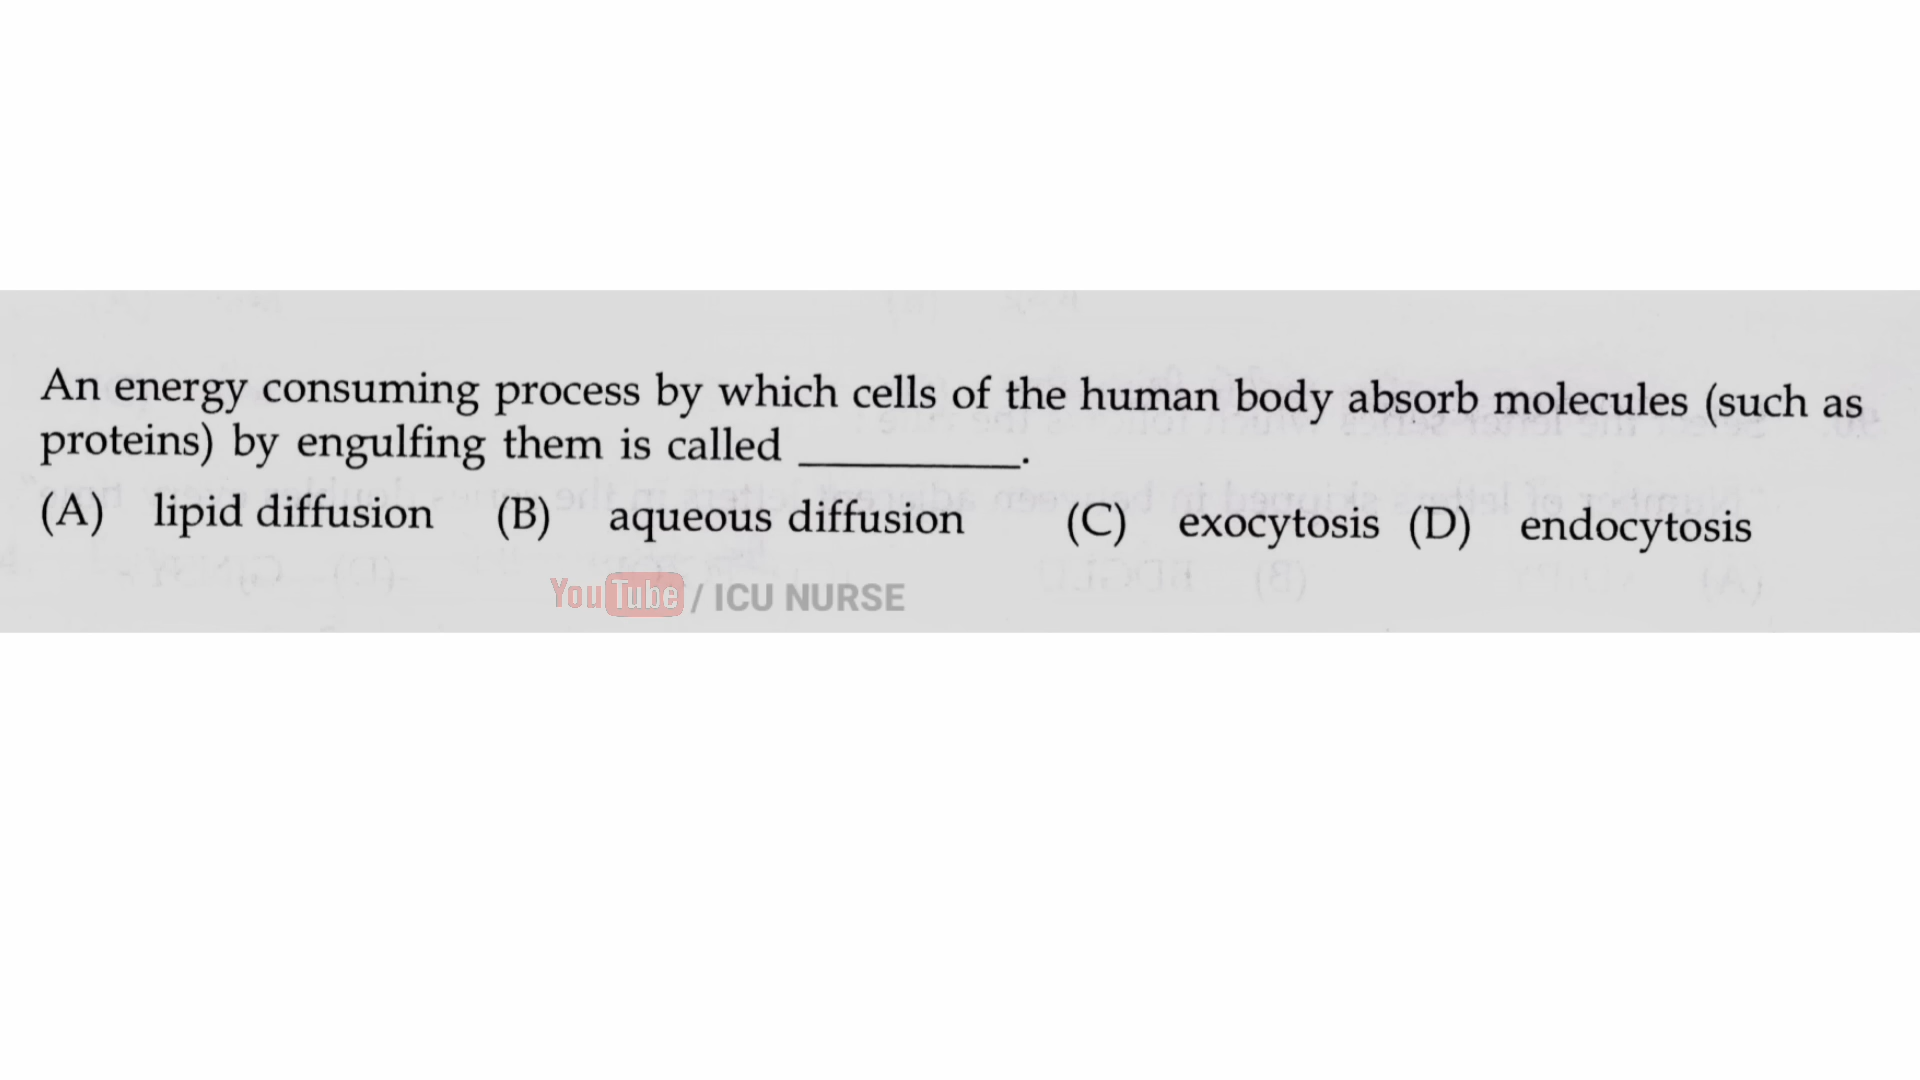 An energy consuming process by which cells of the human body absorb molecules (such as
proteins) by engulfing them is called __________.
(A) lipid diffusion (B) aqueous diffusion (C) exocytosis (D) endocytosis
YouTube / ICU NURSE